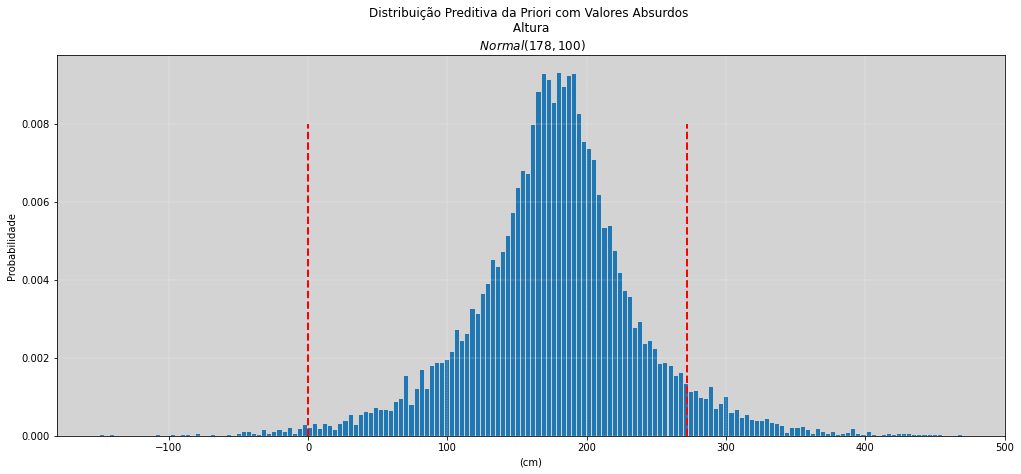 Distribuição Preditiva da Priori com Valores Absurdos
Altura
Normal(178, 100)
Probabilidade
0.008
0.006
0.004
0.002
0.000
−100
0
100
200
300
400
500
(cm)